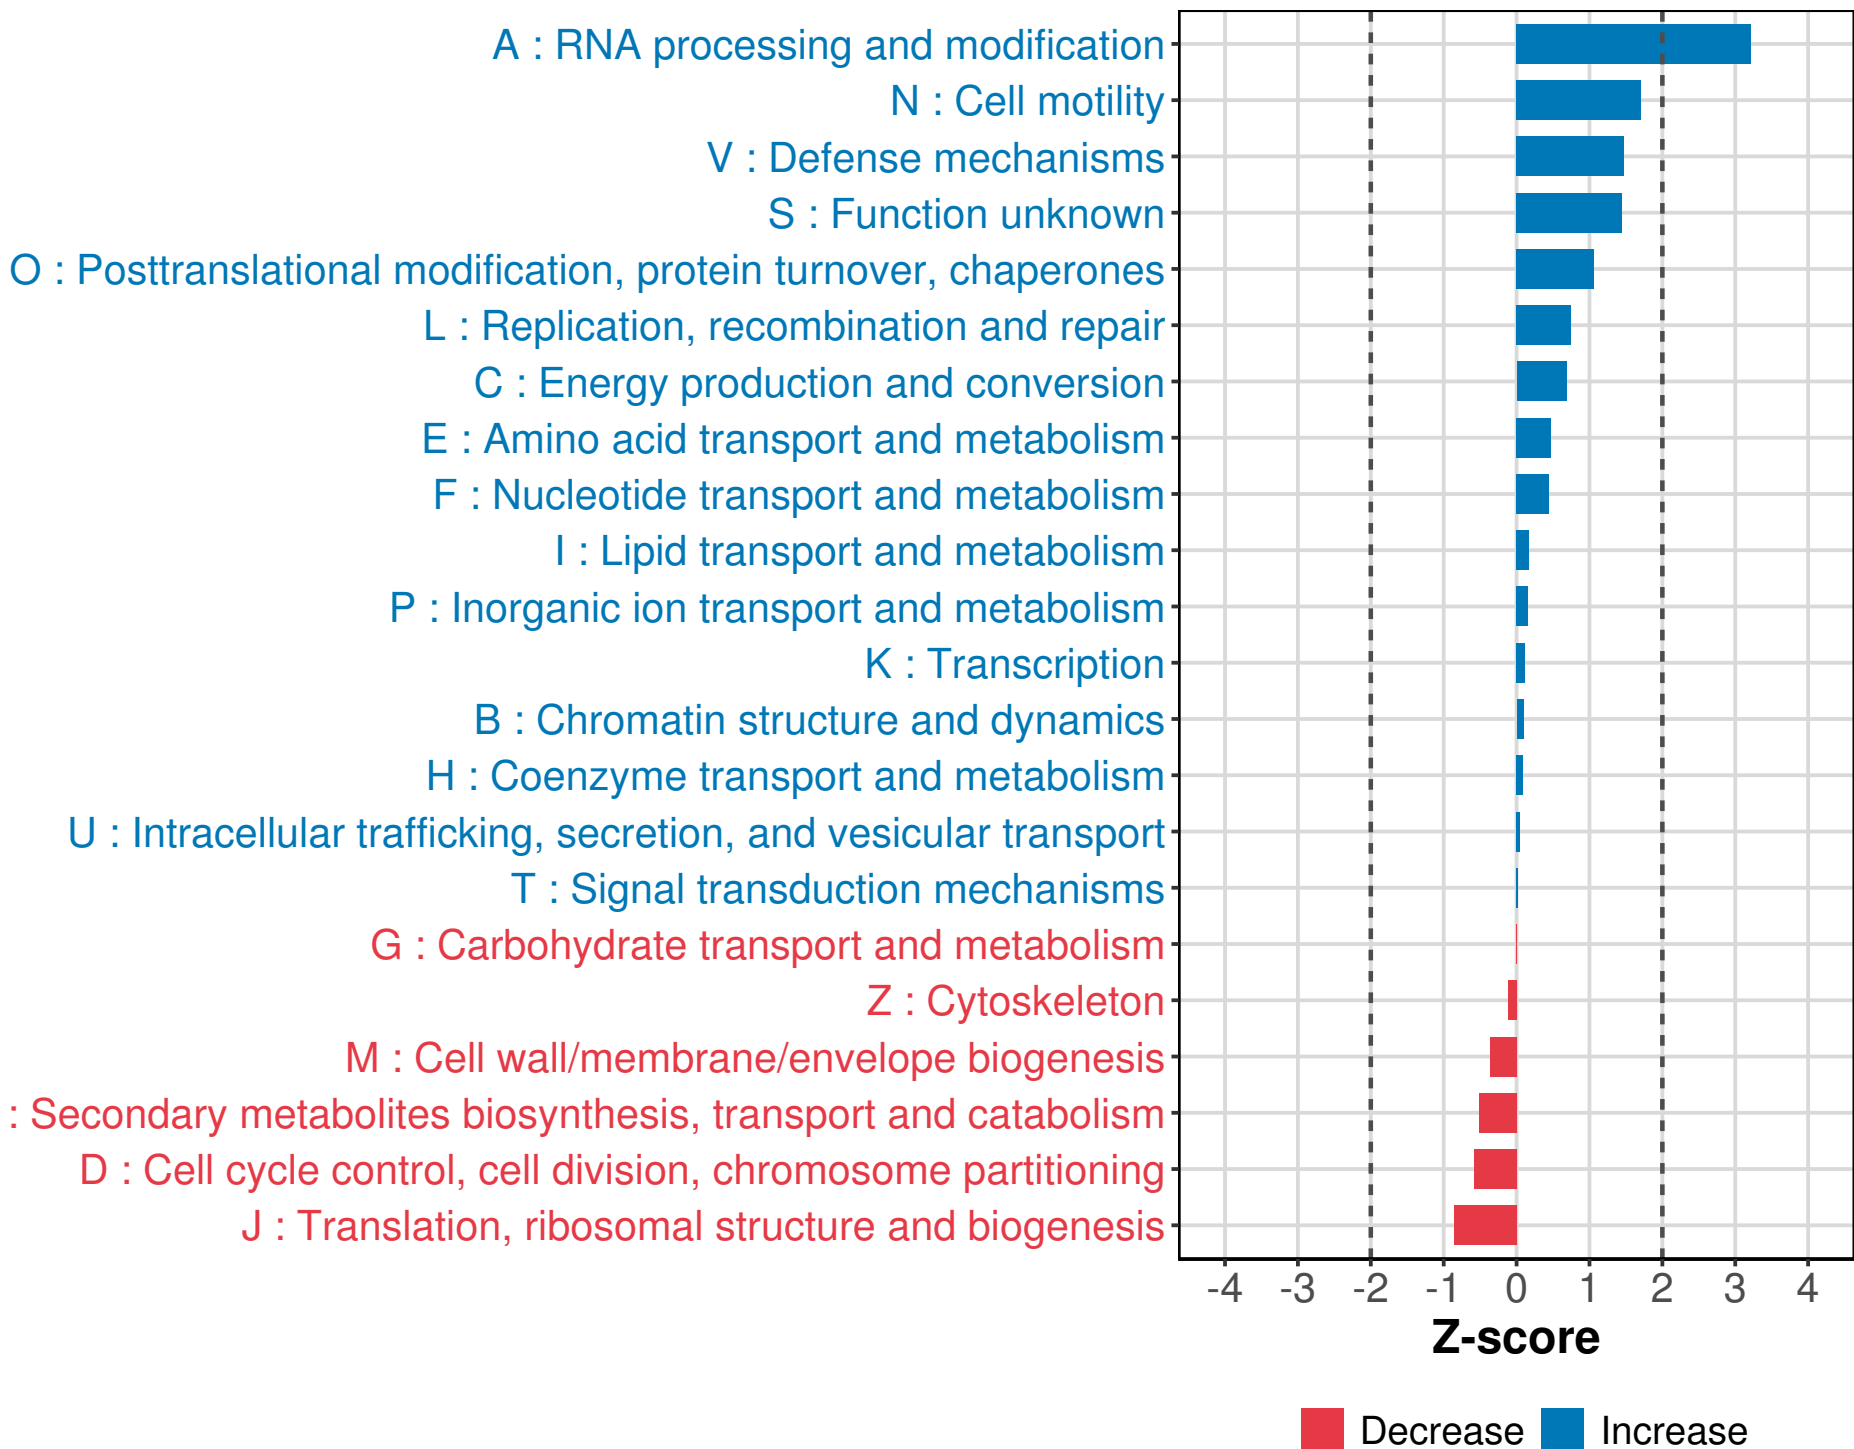 A : RNA processing and modification
N : Cell motility
V : Defense mechanisms
S : Function unknown
O : Posttranslational modification, protein turnover, chaperones
L : Replication, recombination and repair
C : Energy production and conversion
E : Amino acid transport and metabolism
F : Nucleotide transport and metabolism
I : Lipid transport and metabolism
P : Inorganic ion transport and metabolism
K : Transcription
B : Chromatin structure and dynamics
H : Coenzyme transport and metabolism
U : Intracellular trafficking, secretion, and vesicular transport
T : Signal transduction mechanisms
G : Carbohydrate transport and metabolism
Z : Cytoskeleton
M : Cell wall/membrane/envelope biogenesis
: Secondary metabolites biosynthesis, transport and catabolism
D : Cell cycle control, cell division, chromosome partitioning
J : Translation, ribosomal structure and biogenesis
-4 -3 -2 -1 0 1 2 3 4
Z-score
Decrease Increase